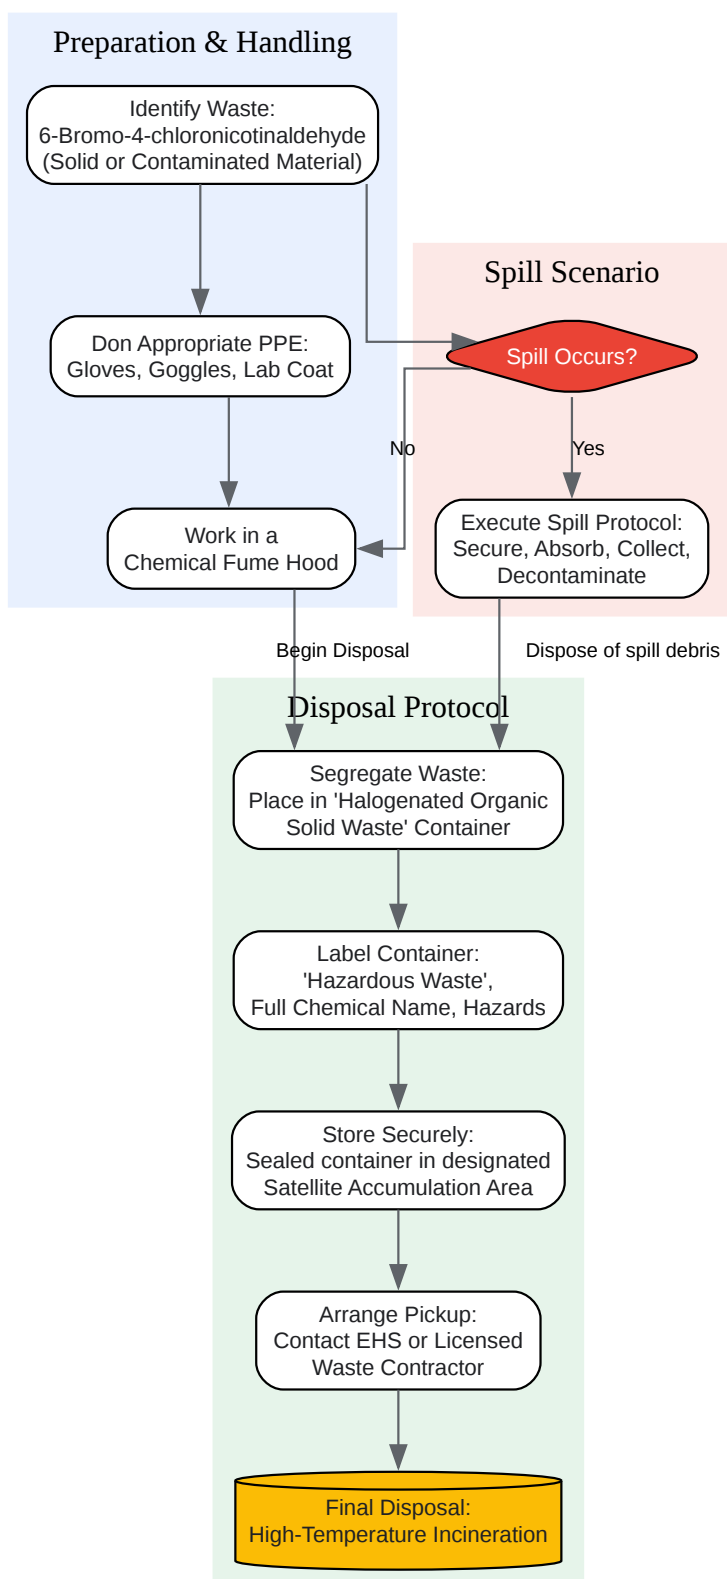 Preparation & Handling
Identify Waste:
6-Bromo-4-chloronicotinaldehyde
(Solid or Contaminated Material)
Spill Scenario
Don Appropriate PPE:
Gloves, Goggles, Lab Coat
Spill Occurs?
No
Yes
Work in a
Chemical Fume Hood
Execute Spill Protocol:
Secure, Absorb, Collect,
Decontaminate
Begin Disposal
Dispose of spill debris
Disposal Protocol
Segregate Waste:
Place in 'Halogenated Organic
Solid Waste' Container
Label Container:
'Hazardous Waste',
Full Chemical Name, Hazards
Store Securely:
Sealed container in designated
Satellite Accumulation Area
Arrange Pickup:
Contact EHS or Licensed
Waste Contractor
Final Disposal:
High-Temperature Incineration